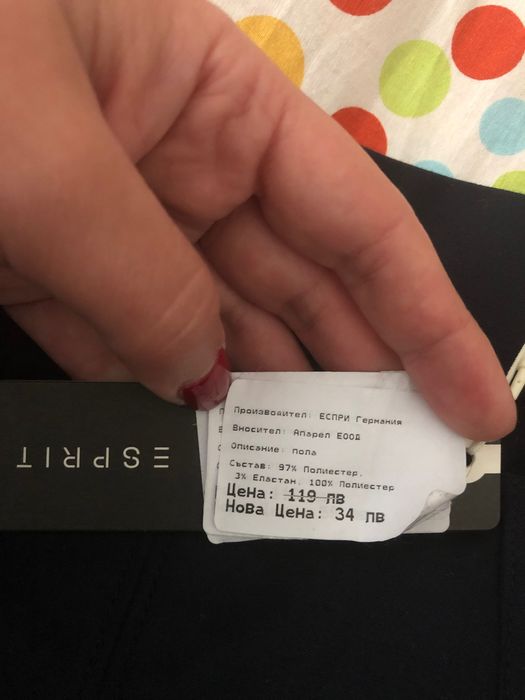 ESPRIT
Производител: ЕСПРИ Германия
Вносител: Апарел ЕООД
Описание: пола
Състав: 97% Полиестер,
3% Еластан, 100% Полиестер
Цена: 119 лв
Нова Цена: 34 лв